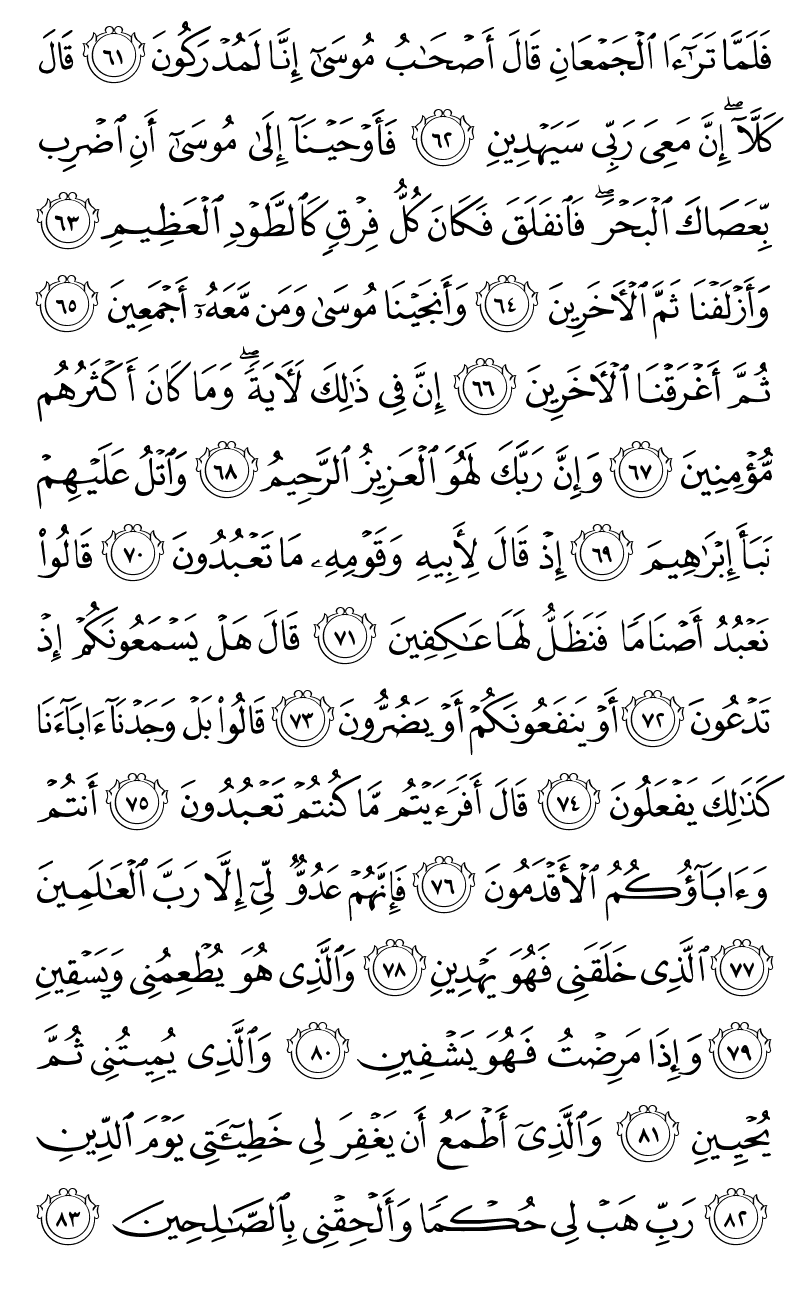 فَلَمَّا تَرَٰٓءَا ٱلْجَمْعَانِ قَالَ أَصْحَٰبُ مُوسَىٰٓ إِنَّا لَمُدْرَكُونَ ٦١ قَالَ
كَلَّآ ۖ إِنَّ مَعِىَ رَبِّى سَيَهْدِينِ ٦٢ فَأَوْحَيْنَآ إِلَىٰ مُوسَىٰٓ أَنِ ٱضْرِب
بِّعَصَاكَ ٱلْبَحْرَ ۖ فَٱنفَلَقَ فَكَانَ كُلُّ فِرْقٍ كَٱلطَّوْدِ ٱلْعَظِيمِ ٦٣
وَأَزْلَفْنَا ثَمَّ ٱلْأَخَرِينَ ٦٤ وَأَنجَيْنَا مُوسَىٰ وَمَن مَّعَهُۥٓ أَجْمَعِينَ ٦٥
ثُمَّ أَغْرَقْنَا ٱلْأَخَرِينَ ٦٦ إِنَّ فِى ذَٰلِكَ لَأَيَةً ۖ وَمَا كَانَ أَكْثَرُهُم
مُّؤْمِنِينَ ٦٧ وَإِنَّ رَبَّكَ لَهُوَ ٱلْعَزِيزُ ٱلرَّحِيمُ ٦٨ وَٱتْلُ عَلَيْهِمْ
نَبَأَ إِبْرَٰهِيمَ ٦٩ إِذْ قَالَ لِأَبِيهِ وَقَوْمِهِۦ مَا تَعْبُدُونَ ٧٠ قَالُوا۟
نَعْبُدُ أَصْنَامًا فَنَظَلُّ لَهَا عَٰكِفِينَ ٧١ قَالَ هَلْ يَسْمَعُونَكُمْ إِذْ
تَدْعُونَ ٧٢ أَوْ يَنفَعُونَكُمْ أَوْ يَضُرُّونَ ٧٣ قَالُوا۟ بَلْ وَجَدْنَآ ءَابَآءَنَا
كَذَٰلِكَ يَفْعَلُونَ ٧٤ قَالَ أَفَرَءَيْتُم مَّا كُنتُمْ تَعْبُدُونَ ٧٥ أَنتُمْ
وَءَابَآؤُكُمُ ٱلْأَقْدَمُونَ ٧٦ فَإِنَّهُمْ عَدُوٌّ لِّىٓ إِلَّا رَبَّ ٱلْعَٰلَمِينَ
٧٧ ٱلَّذِى خَلَقَنِى فَهُوَ يَهْدِينِ ٧٨ وَٱلَّذِى هُوَ يُطْعِمُنِى وَيَسْقِينِ
٧٩ وَإِذَا مَرِضْتُ فَهُوَ يَشْفِينِ ٨٠ وَٱلَّذِى يُمِيتُنِى ثُمَّ
يُحْيِينِ ٨١ وَٱلَّذِىٓ أَطْمَعُ أَن يَغْفِرَ لِى خَطِيٓـَٔتِى يَوْمَ ٱلدِّينِ
٨٢ رَبِّ هَبْ لِى حُكْمًا وَأَلْحِقْنِى بِٱلصَّٰلِحِينَ ٨٣